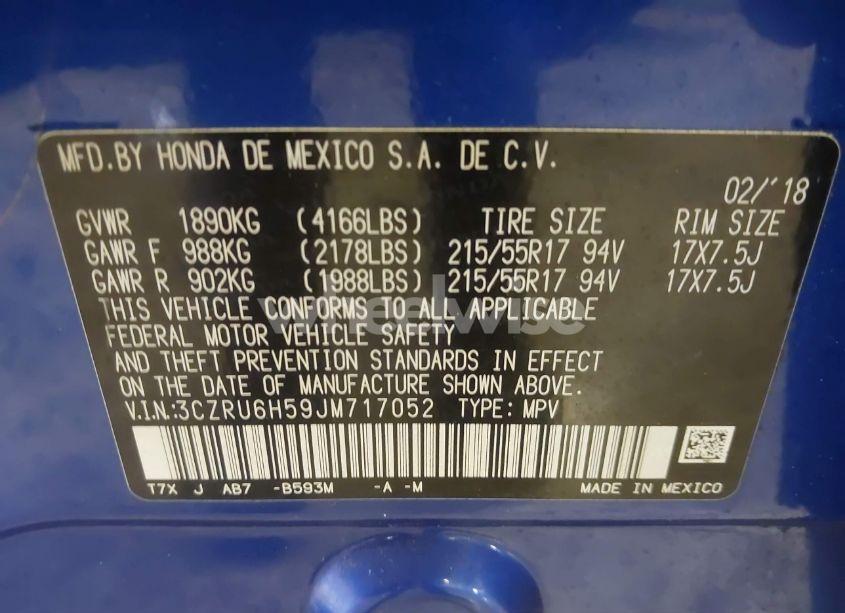 MFD.BY HONDA DE MEXICO S.A. DE C.V.
02/'18
GVWR 1890KG (4166LBS) TIRE SIZE RIM SIZE
GAWR F 988KG (2178LBS) 215/55R17 94V 17X7.5J
GAWR R 902KG (1988LBS) 215/55R17 94V 17X7.5J
THIS VEHICLE CONFORMS TO ALL APPLICABLE
FEDERAL MOTOR VEHICLE SAFETY
AND THEFT PREVENTION STANDARDS IN EFFECT
ON THE DATE OF MANUFACTURE SHOWN ABOVE.
V.I.N:3CZRU6H59JM717052 TYPE: MPV
T7X J AB7 -B593M -A -M MADE IN MEXICO
wheelwise